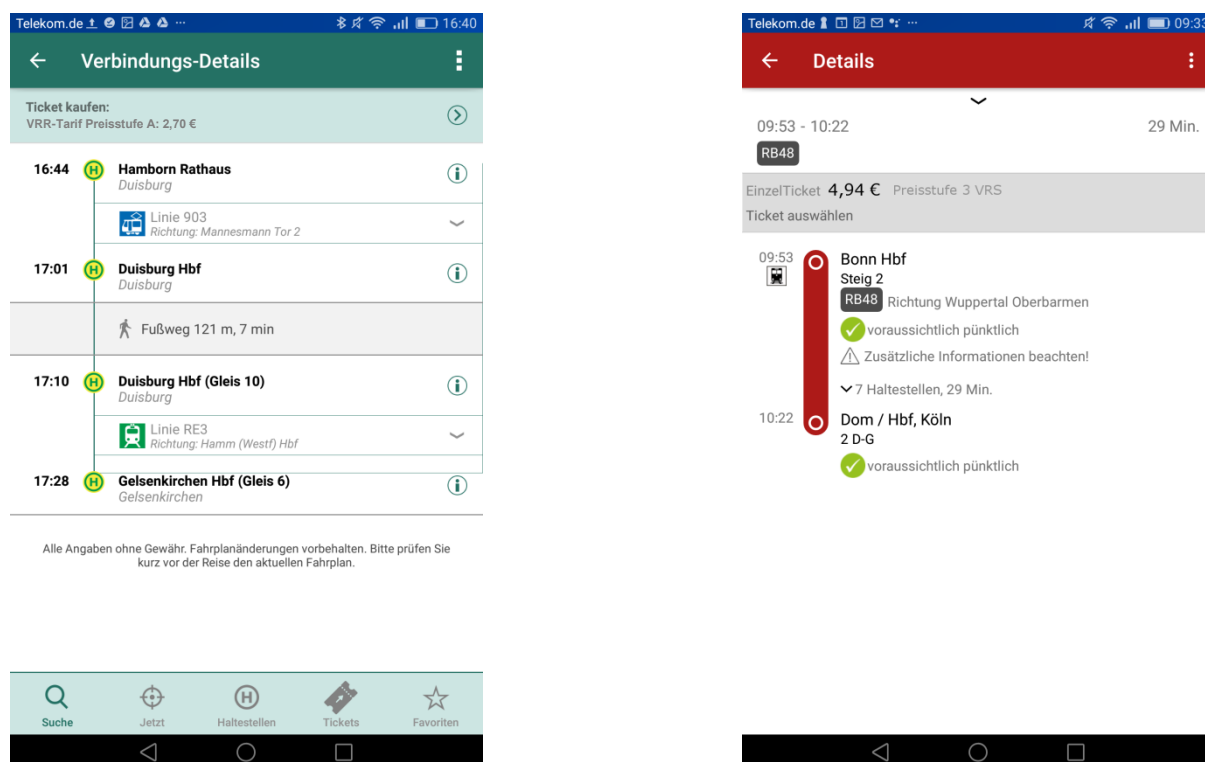 Telekom.de 16:40
Verbindungs-Details
Ticket kaufen:
VRR-Tarif Preisstufe A: 2,70 €
16:44 H Hamborn Rathaus
Duisburg
Linie 903
Richtung: Mannesmann Tor 2
17:01 H Duisburg Hbf
Duisburg
Fußweg 121 m, 7 min
17:10 H Duisburg Hbf (Gleis 10)
Duisburg
Linie RE3
Richtung: Hamm (Westf) Hbf
17:28 H Gelsenkirchen Hbf (Gleis 6)
Gelsenkirchen
Alle Angaben ohne Gewähr. Fahrplanänderungen vorbehalten. Bitte prüfen Sie
kurz vor der Reise den aktuellen Fahrplan.
H
Suche Jetzt Haltestellen Tickets Favoriten
Telekom.de 09:33
Details
09:53 - 10:22 29 Min.
RB48
EinzelTicket 4,94 € Preisstufe 3 VRS
Ticket auswählen
09:53 Bonn Hbf
Steig 2
RB48 Richtung Wuppertal Oberbarmen
voraussichtlich pünktlich
Zusätzliche Informationen beachten!
7 Haltestellen, 29 Min.
10:22 Dom / Hbf, Köln
2 D-G
voraussichtlich pünktlich